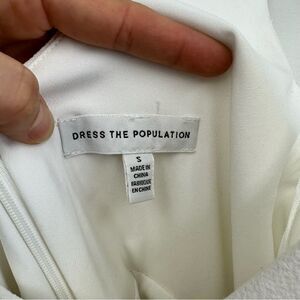 DRESS THE POPULATION
S
MADE IN
CHINA
FABRIQUÉ
EN CHINE